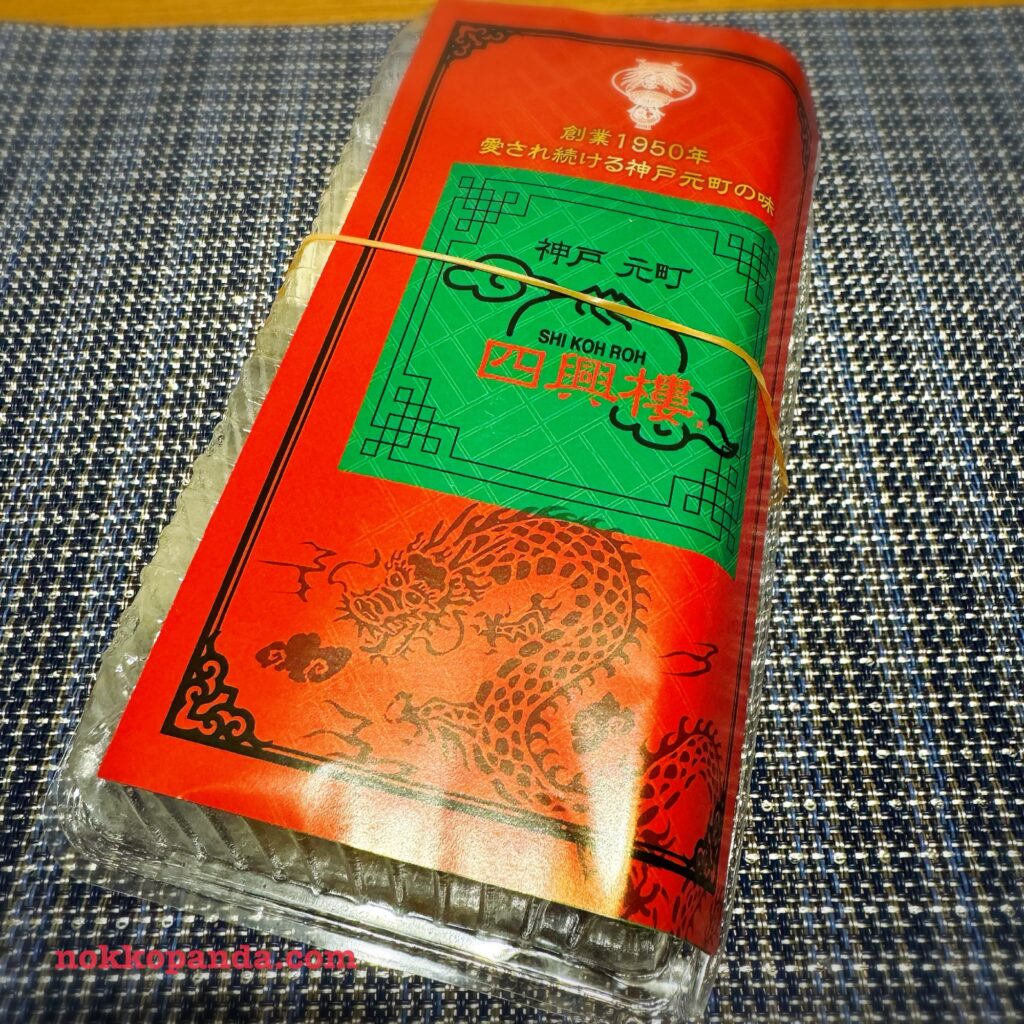 創業1950年
愛され続ける神戸元町の味
神戸 元町
SHI KOH ROH
四興樓
nokkopanda.com